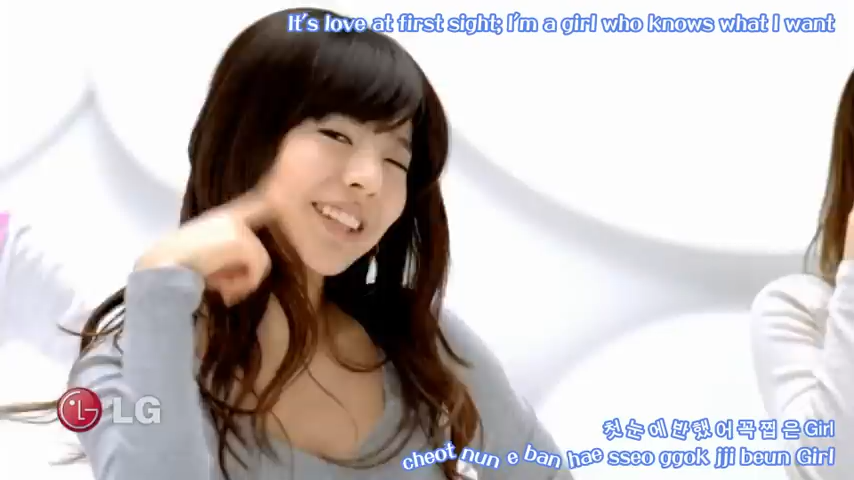 It's love at first sight; I'm a girl who knows what I want
LG
첫 눈 에 반 했 어 꼭 찝 은 Girl
cheot nun e ban hae sseo ggok jji beun Girl